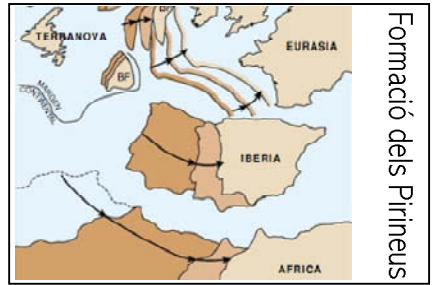 TERRANOVA
BF
EURASIA
MARGEN
CONTINENTAL
IBERIA
AFRICA
Formació dels Pirineus